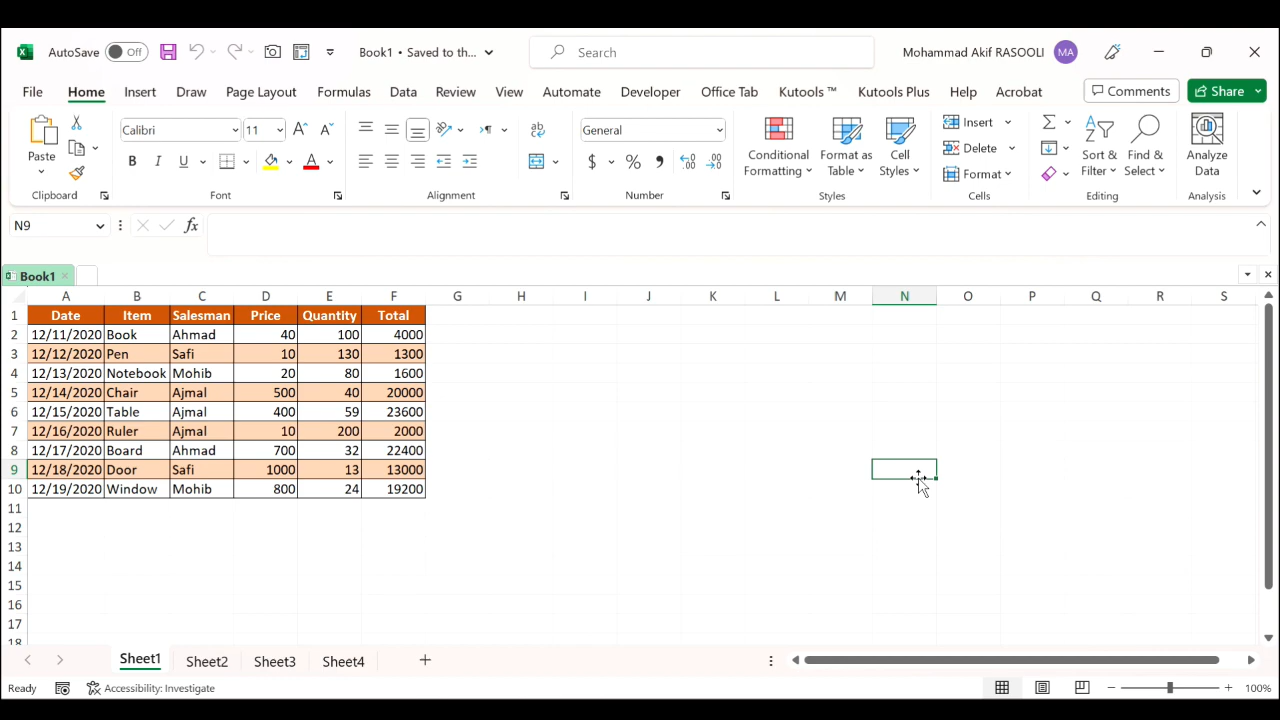 AutoSave Off Book1 • Saved to th... Search Mohammad Akif RASOOLI MA
File Home Insert Draw Page Layout Formulas Data Review View Automate Developer Office Tab Kutools ™ Kutools Plus Help Acrobat Comments Share
Paste Calibri 11 General Conditional Formatting Format as Table Cell Styles Insert Delete Format Sort & Filter Find & Select Analyze Data
Clipboard Font Alignment Number Styles Cells Editing Analysis
N9 fx
Book1
A B C D E F G H I J K L M N O P Q R S
1 Date Item Salesman Price Quantity Total
2 12/11/2020 Book Ahmad 40 100 4000
3 12/12/2020 Pen Safi 10 130 1300
4 12/13/2020 Notebook Mohib 20 80 1600
5 12/14/2020 Chair Ajmal 500 40 20000
6 12/15/2020 Table Ajmal 400 59 23600
7 12/16/2020 Ruler Ajmal 10 200 2000
8 12/17/2020 Board Ahmad 700 32 22400
9 12/18/2020 Door Safi 1000 13 13000
10 12/19/2020 Window Mohib 800 24 19200
11
12
13
14
15
16
17
18
Sheet1 Sheet2 Sheet3 Sheet4
Ready Accessibility: Investigate 100%